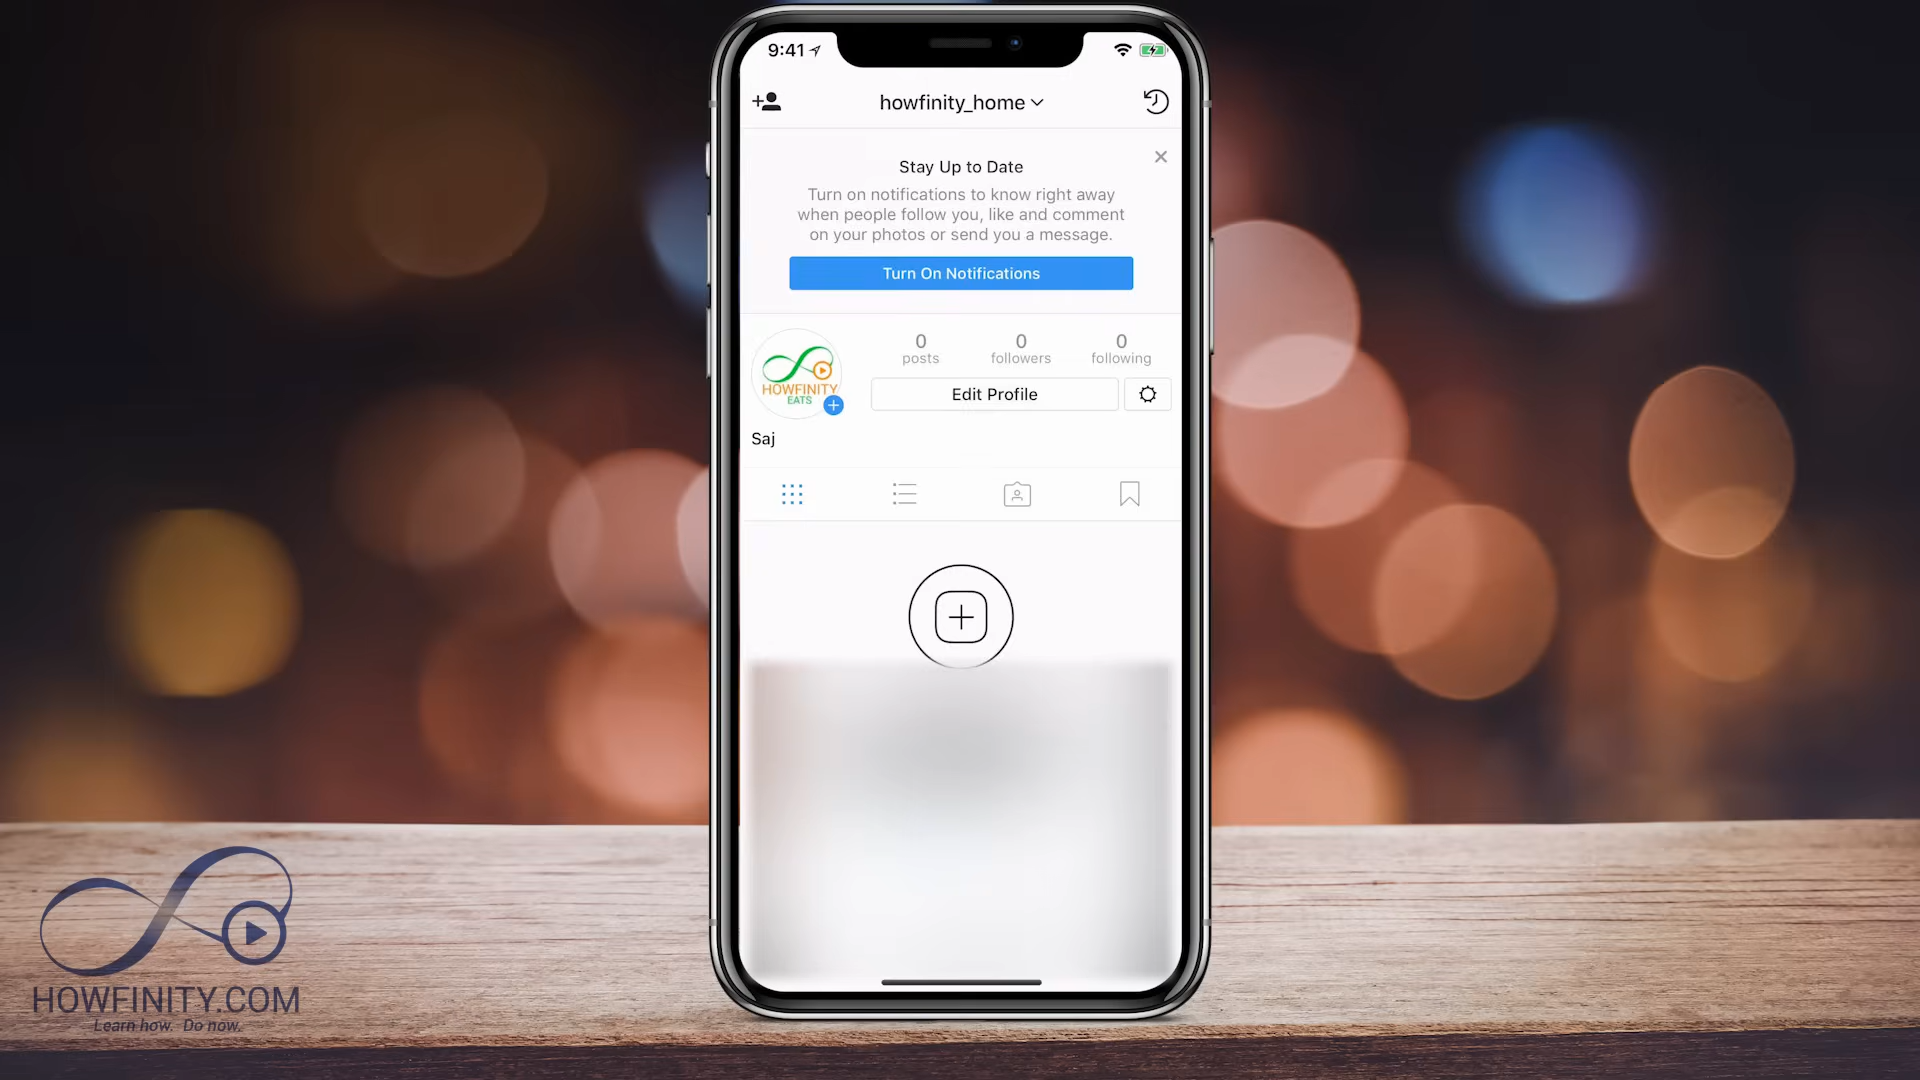 9:41
howfinity_home
Stay Up to Date
Turn on notifications to know right away
when people follow you, like and comment
on your photos or send you a message.
Turn On Notifications
0 0 0
posts followers following
HOWFINITY
EATS
Edit Profile
Saj
HOWFINITY.COM
Learn how. Do now.